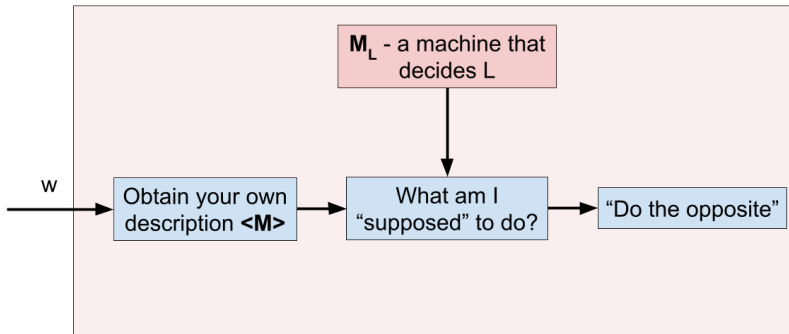 M_L - a machine that
decides L
w
Obtain your own
description <M>
What am I
“supposed” to do?
“Do the opposite”